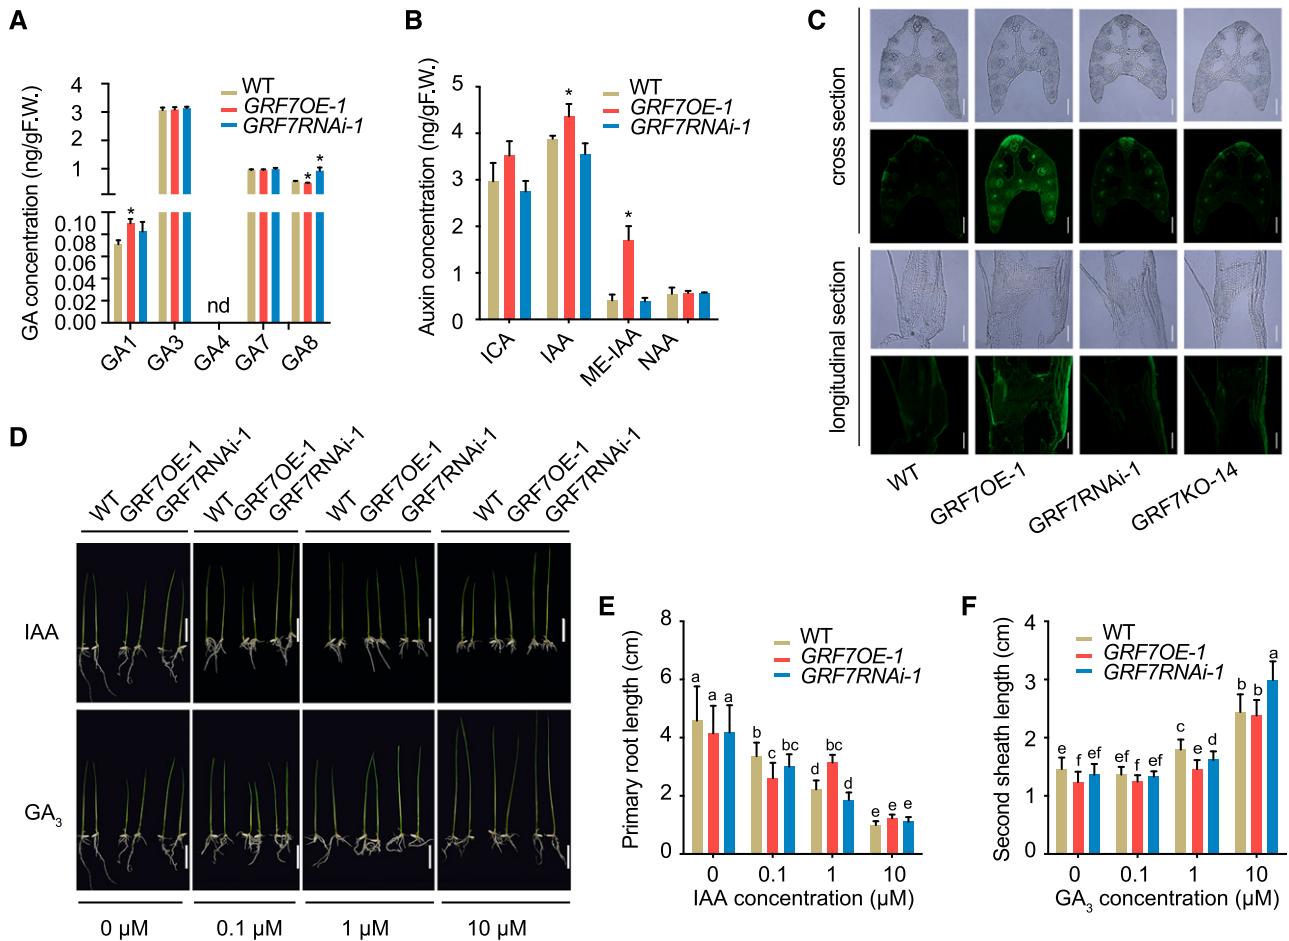 A
GA concentration (ng/gF.W.)
4
3
2
1
0.10
0.08
0.06
0.04
0.02
0.00
WT
GRF7OE-1
GRF7RNAi-1
*
nd
*
*
GA1
GA3
GA4
GA7
GA8
B
Auxin concentration (ng/gF.W.)
5
4
3
2
1
0
WT
GRF7OE-1
GRF7RNAi-1
*
*
ICA
IAA
ME-IAA
NAA
C
cross section
longitudinal section
WT
GRF7OE-1
GRF7RNAi-1
GRF7KO-14
D
WT
GRF7OE-1
GRF7RNAi-1
WT
GRF7OE-1
GRF7RNAi-1
WT
GRF7OE-1
GRF7RNAi-1
WT
GRF7OE-1
GRF7RNAi-1
IAA
GA3
0 µM
0.1 µM
1 µM
10 µM
E
Primary root length (cm)
8
6
4
2
0
WT
GRF7OE-1
GRF7RNAi-1
a a a
b c bc
d bc d
e e e
0 0.1 1 10
IAA concentration (µM)
F
Second sheath length (cm)
4
3
2
1
0
WT
GRF7OE-1
GRF7RNAi-1
e f ef
ef f ef
c e d
b b a
0 0.1 1 10
GA3 concentration (µM)